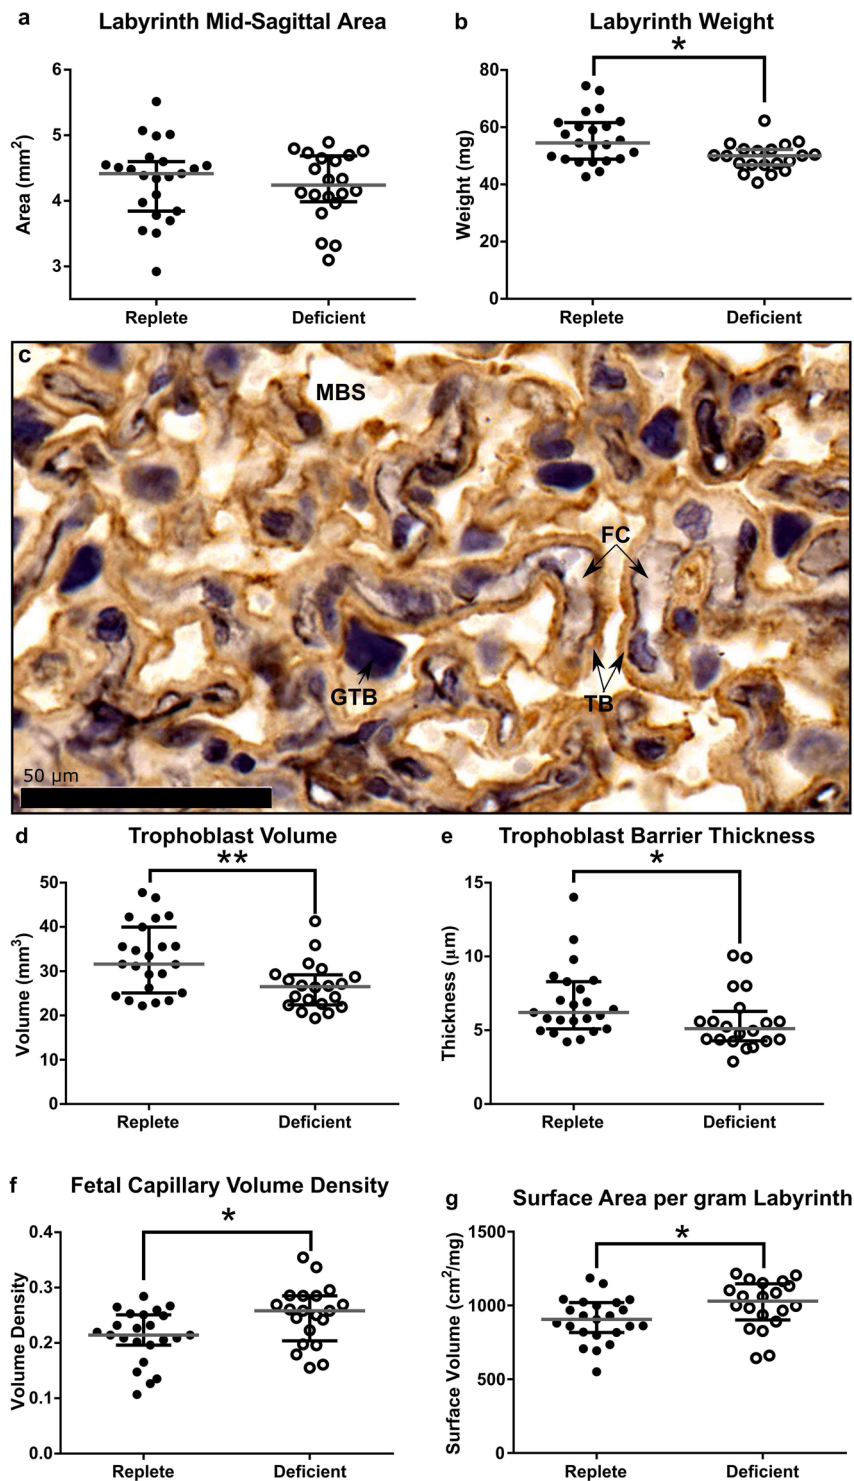 a Labyrinth Mid-Sagittal Area
6
5
4
3
Area (mm²)
Replete Deficient
b Labyrinth Weight
*
80
60
40
20
0
Weight (mg)
Replete Deficient
c
MBS
FC
GTB
TB
50 µm
d Trophoblast Volume
**
50
40
30
20
10
0
Volume (mm³)
Replete Deficient
e Trophoblast Barrier Thickness
*
15
10
5
0
Thickness (µm)
Replete Deficient
f Fetal Capillary Volume Density
*
0.4
0.3
0.2
0.1
0.0
Volume Density
Replete Deficient
g Surface Area per gram Labyrinth
*
1500
1000
500
0
Surface Volume (cm²/mg)
Replete Deficient